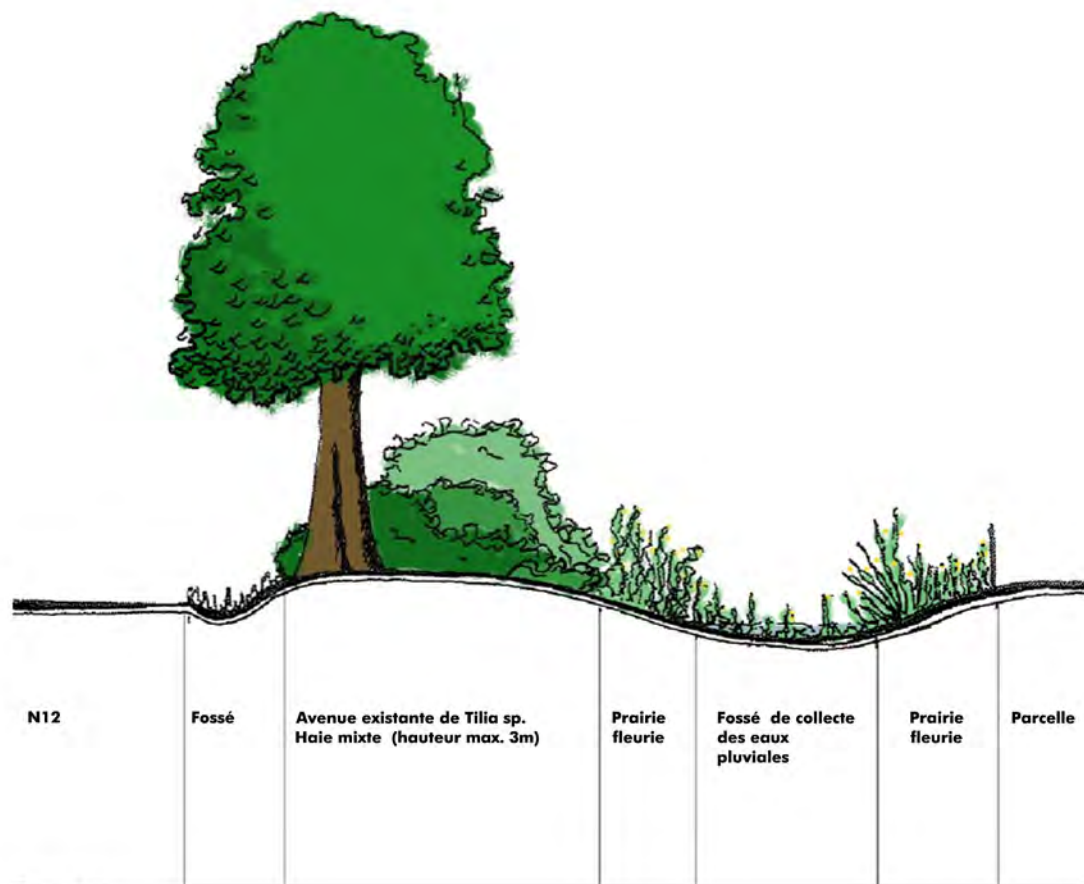 N12
Fossé
Avenue existante de Tilia sp.
Haie mixte (hauteur max. 3m)
Prairie
fleurie
Fossé de collecte
des eaux
pluviales
Prairie
fleurie
Parcelle